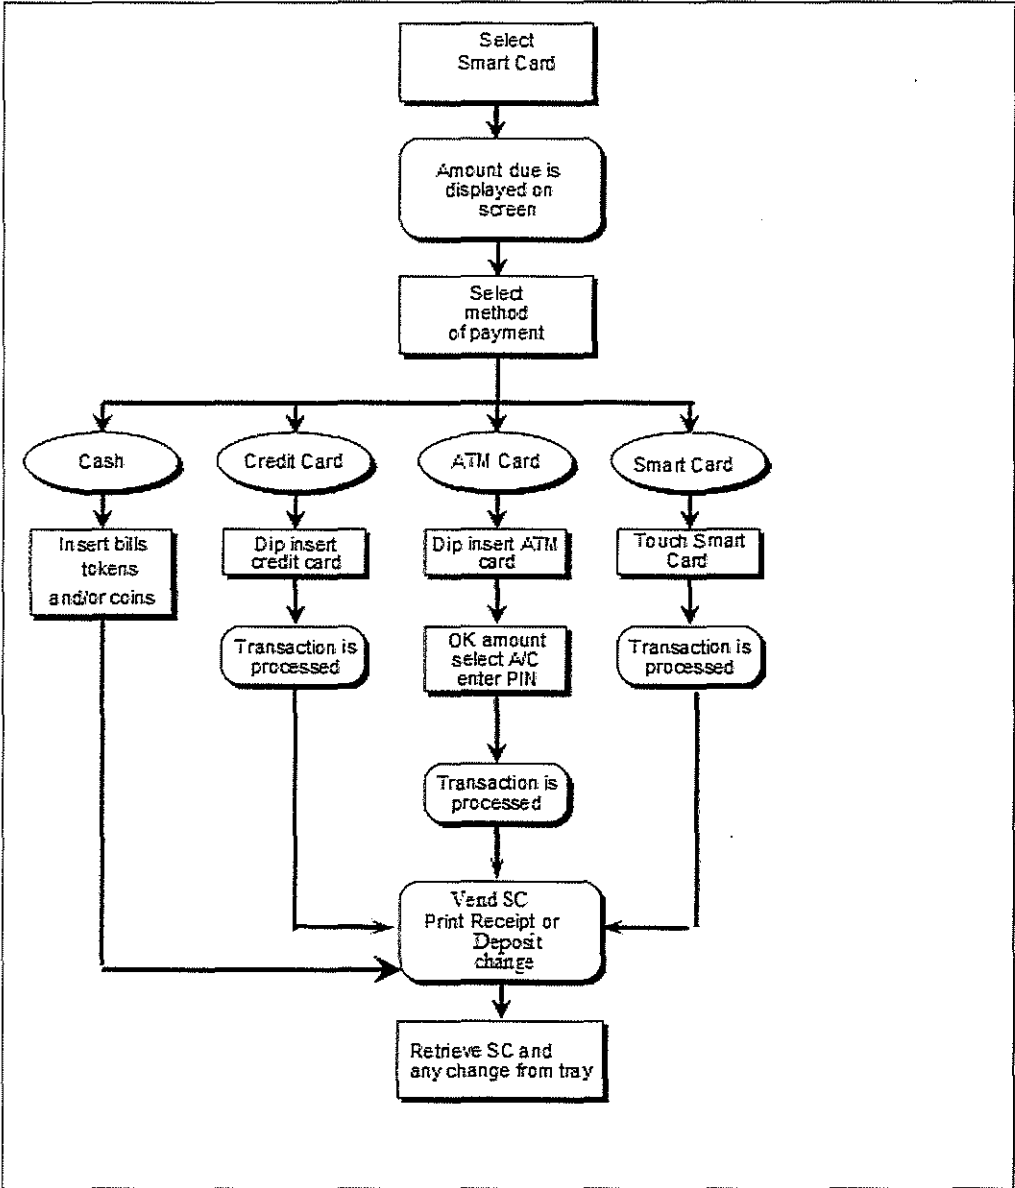 Select
Smart Card
Amount due is
displayed on
screen
Select
method
of payment
Cash
Credit Card
ATM Card
Smart Card
Insert bills
tokens
and/or coins
Dip insert
credit card
Dip insert ATM
card
Touch Smart
Card
Transaction is
processed
OK amount
select A/C
enter PIN
Transaction is
processed
Transaction is
processed
Vend SC
Print Receipt or
Deposit
change
Retrieve SC and
any change from tray